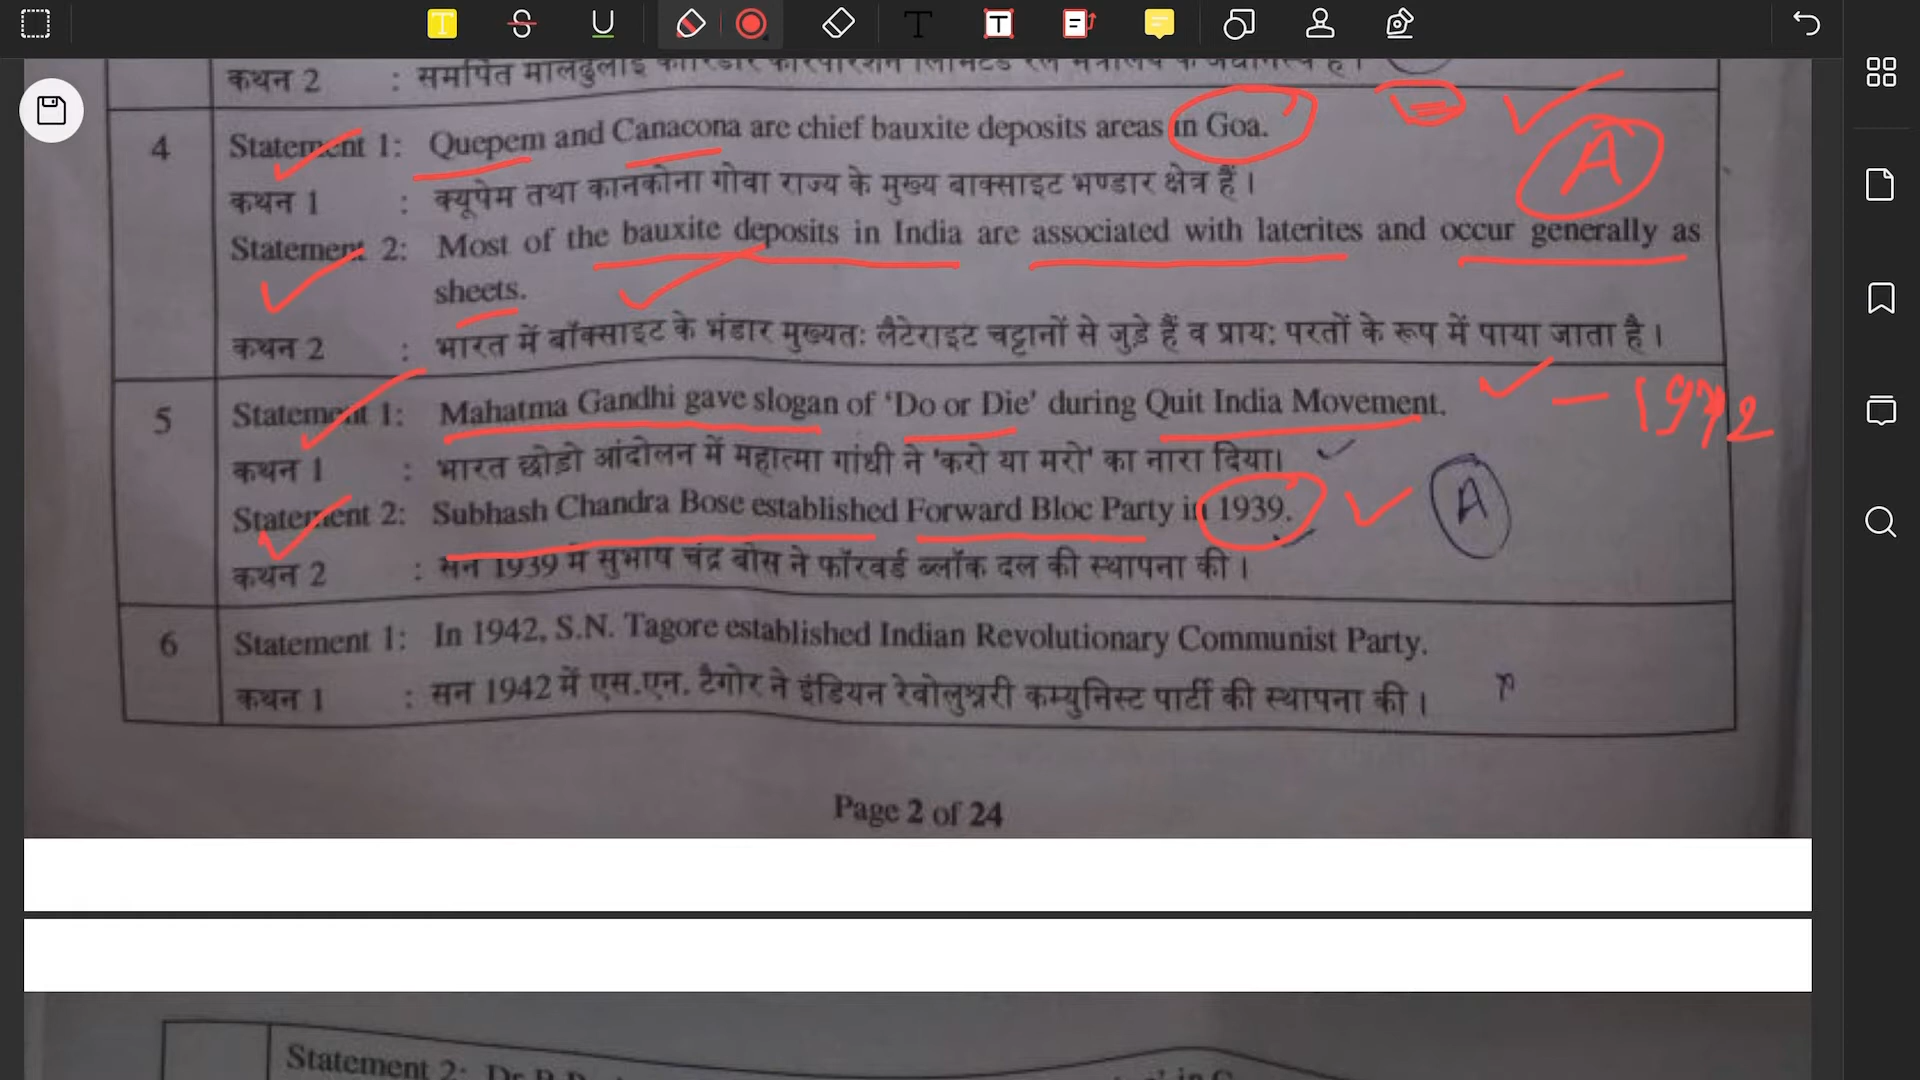 कथन 2 : समर्पित मालढुलाई कॉरिडोर कॉरपोरेशन लिमिटेड रेल मंत्रालय के अधीनस्थ है।
4 Statement 1: Quepem and Canacona are chief bauxite deposits areas in Goa.
A
कथन 1 : क्यूपेम तथा कानकोना गोवा राज्य के मुख्य बाक्साइट भण्डार क्षेत्र हैं।
Statement 2: Most of the bauxite deposits in India are associated with laterites and occur generally as
sheets.
कथन 2 : भारत में बॉक्साइट के भंडार मुख्यतः लैटेराइट चट्टानों से जुड़े हैं व प्रायः परतों के रूप में पाया जाता है।
5 Statement 1: Mahatma Gandhi gave slogan of ‘Do or Die’ during Quit India Movement. – 1942
कथन 1 : भारत छोड़ो आंदोलन में महात्मा गांधी ने 'करो या मरो' का नारा दिया।
Statement 2: Subhash Chandra Bose established Forward Bloc Party in 1939. A
कथन 2 : सन 1939 में सुभाष चंद्र बोस ने फॉरवर्ड ब्लॉक दल की स्थापना की।
6 Statement 1: In 1942, S.N. Tagore established Indian Revolutionary Communist Party.
कथन 1 : सन 1942 में एस.एन. टैगोर ने इंडियन रेवोलुश्नरी कम्युनिस्ट पार्टी की स्थापना की।
Page 2 of 24
Statement 2: